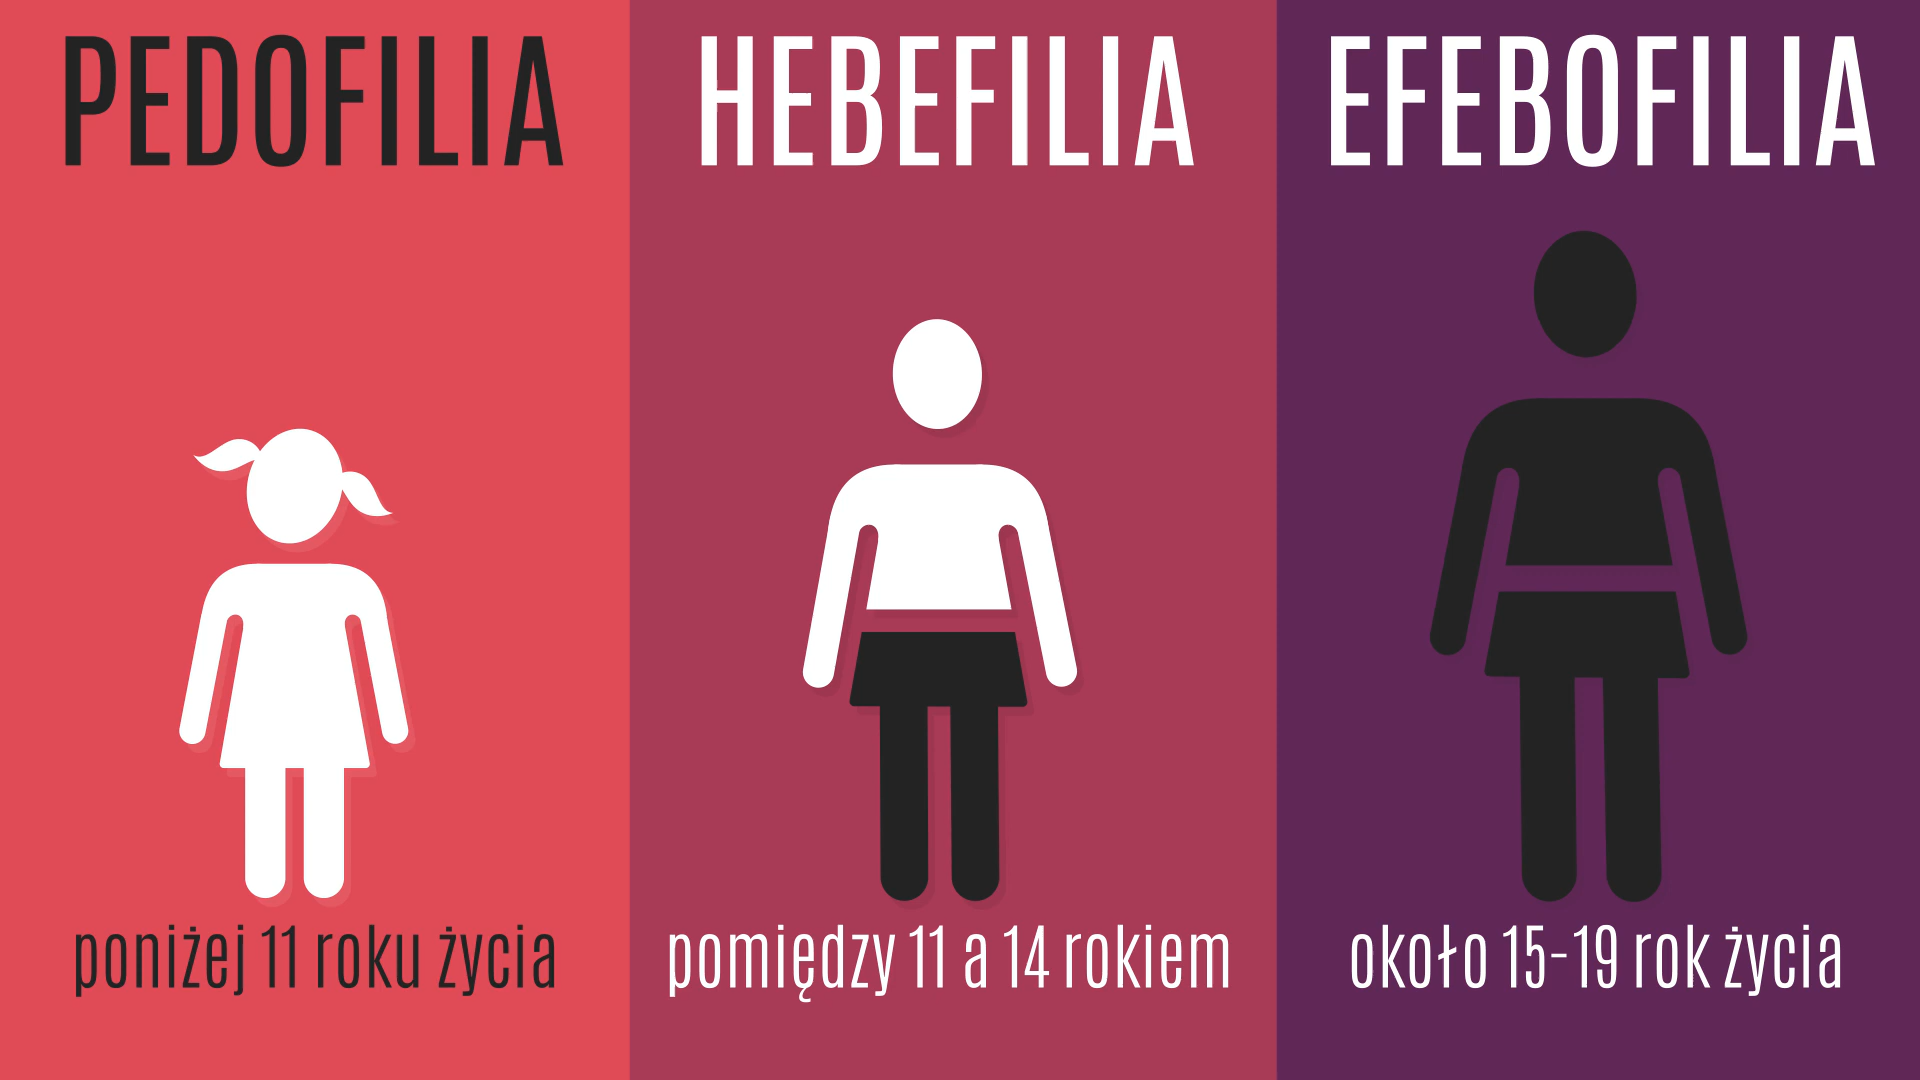 PEDOFILIA
poniżej 11 roku życia
HEBEFILIA
pomiędzy 11 a 14 rokiem
EFEBOFILIA
około 15-19 rok życia